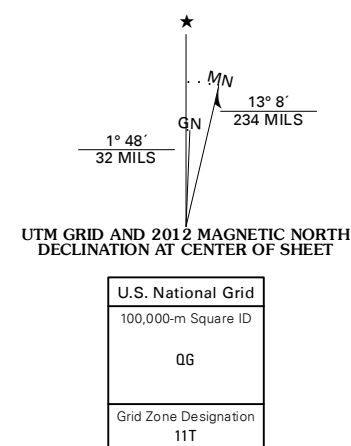 ★
MN
GN
13° 8´
234 MILS
1° 48´
32 MILS
UTM GRID AND 2012 MAGNETIC NORTH
DECLINATION AT CENTER OF SHEET
U.S. National Grid
100,000-m Square ID
QG
Grid Zone Designation
11T